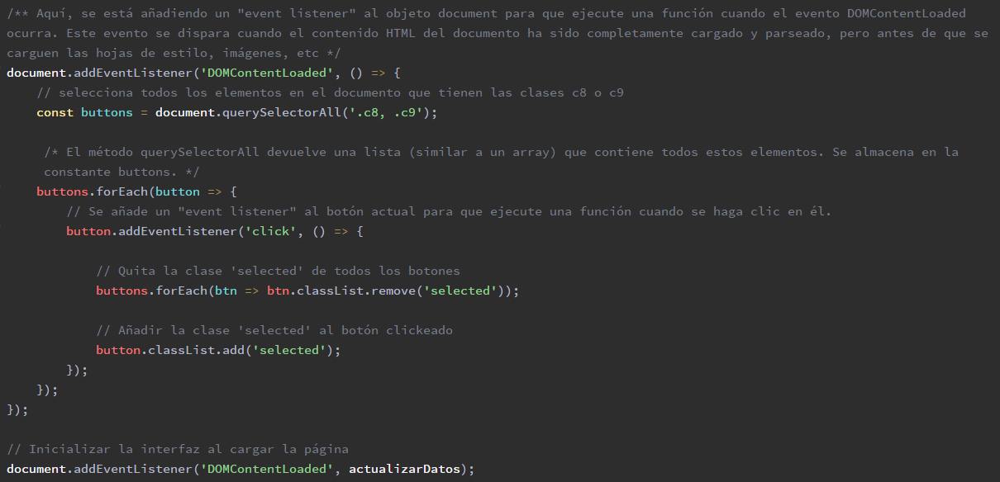 /** Aquí, se está añadiendo un "event listener" al objeto document para que ejecute una función cuando el evento DOMContentLoaded
ocurra. Este evento se dispara cuando el contenido HTML del documento ha sido completamente cargado y parseado, pero antes de que se
carguen las hojas de estilo, imágenes, etc */
document.addEventListener('DOMContentLoaded', () => {
    // selecciona todos los elementos en el documento que tienen las clases c8 o c9
    const buttons = document.querySelectorAll('.c8, .c9');

     /* El método querySelectorAll devuelve una lista (similar a un array) que contiene todos estos elementos. Se almacena en la
     constante buttons. */
    buttons.forEach(button => {
        // Se añade un "event listener" al botón actual para que ejecute una función cuando se haga clic en él.
        button.addEventListener('click', () => {

            // Quita la clase 'selected' de todos los botones
            buttons.forEach(btn => btn.classList.remove('selected'));

            // Añadir la clase 'selected' al botón clickeado
            button.classList.add('selected');
        });
    });
});

// Inicializar la interfaz al cargar la página
document.addEventListener('DOMContentLoaded', actualizarDatos);